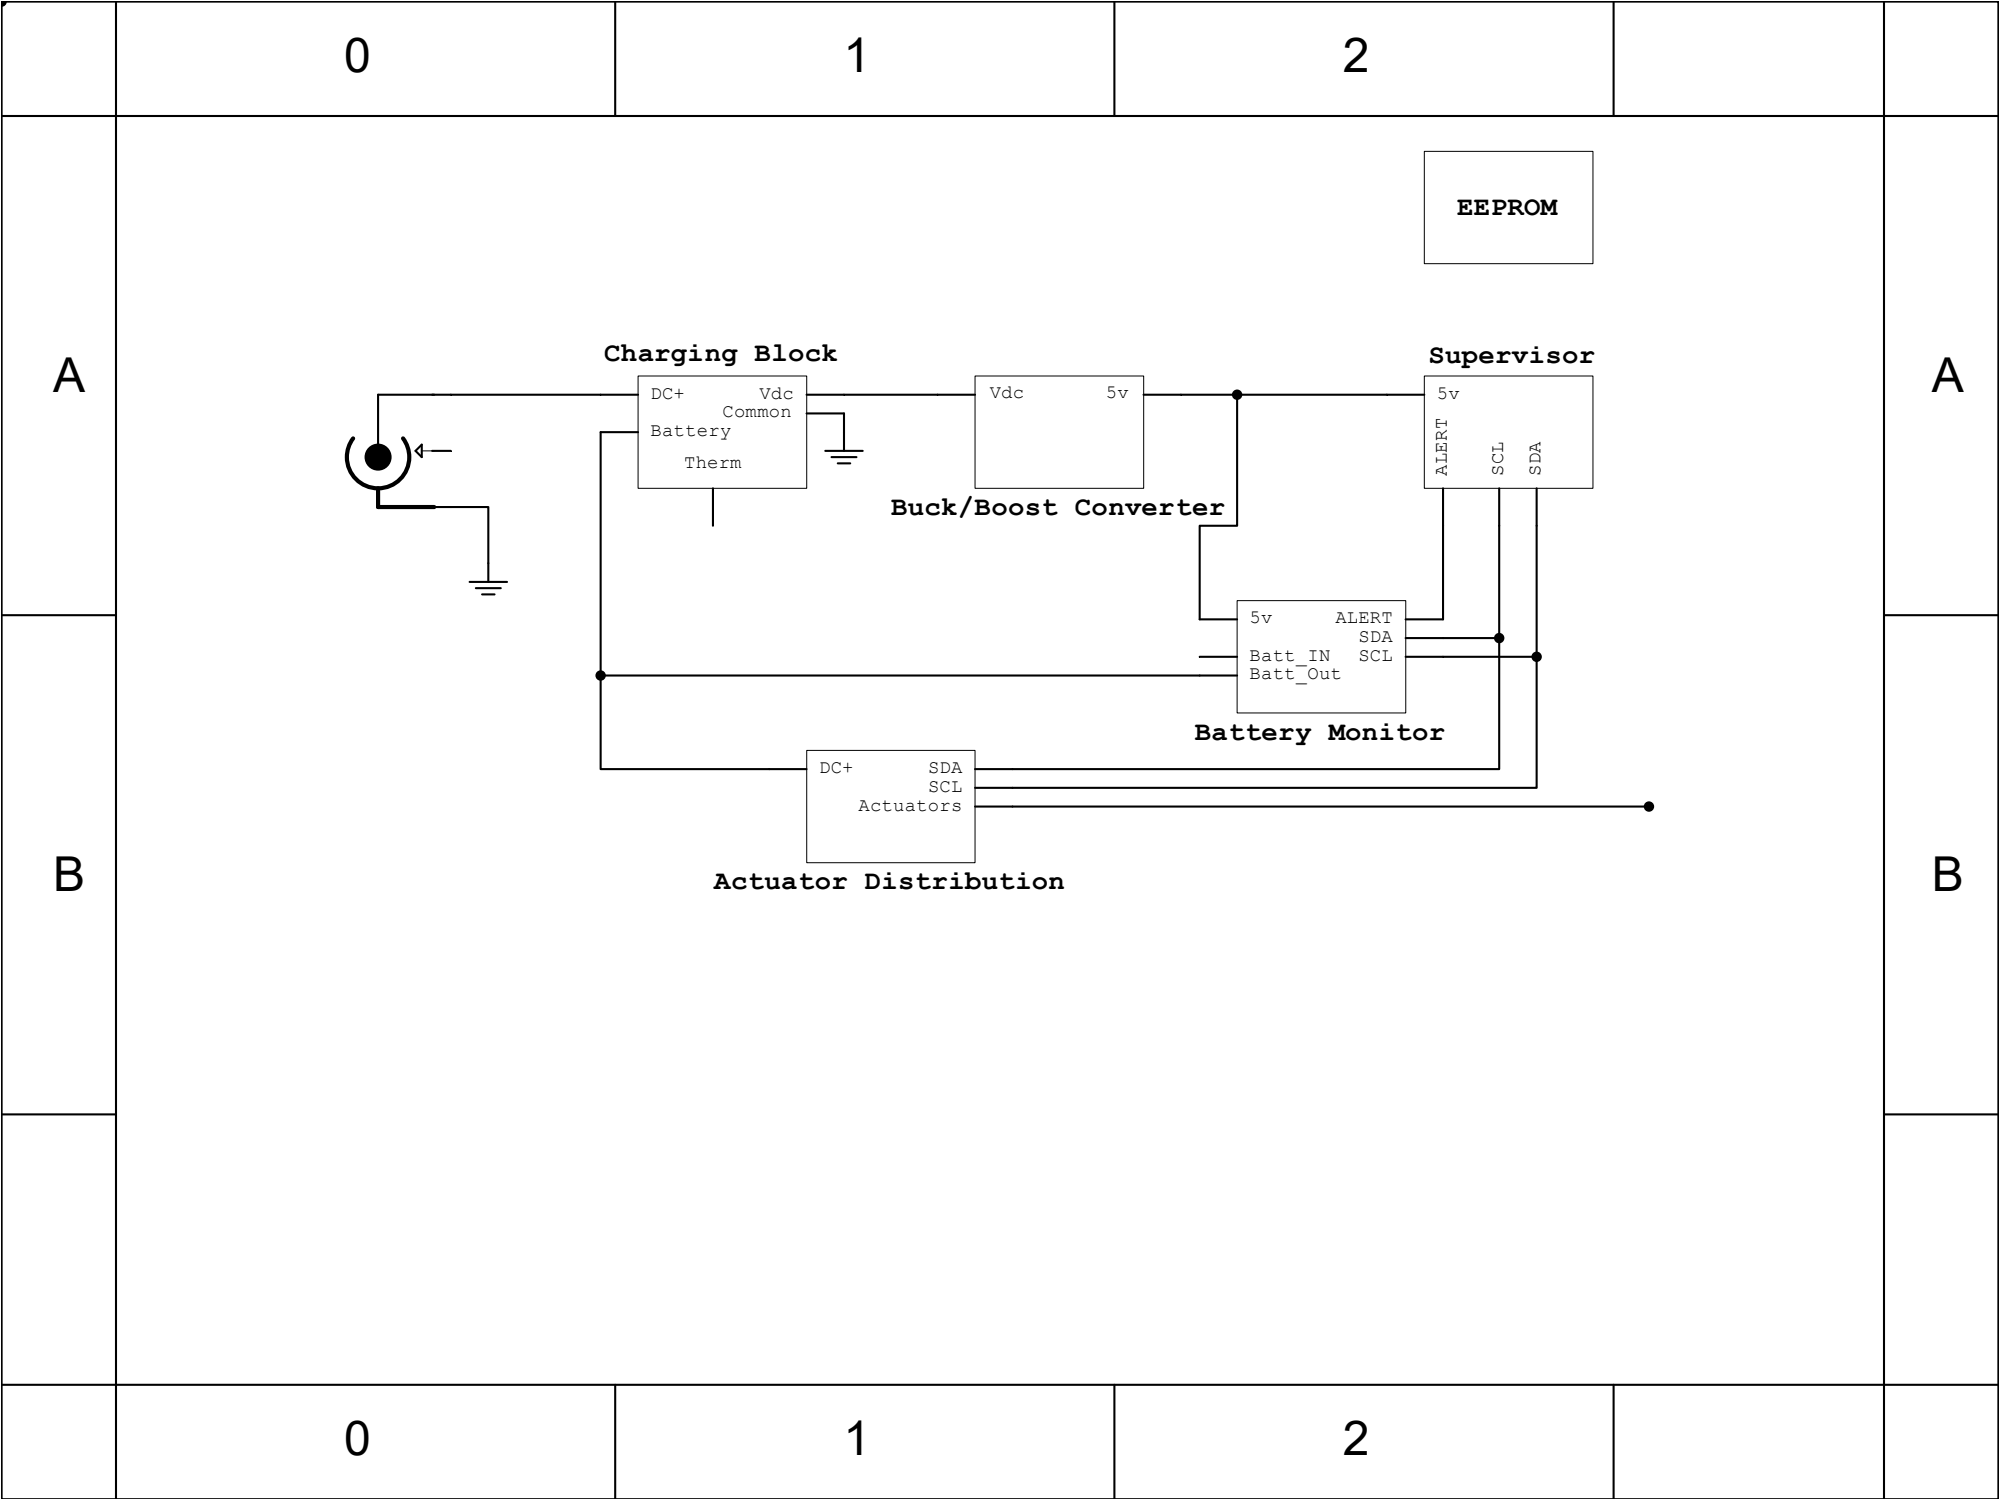 0 1 2
EEPROM
A A
Charging Block
Supervisor
DC+ Vdc
Common
Battery
Therm
Vdc 5v
5v
ALERT
SCL
SDA
Buck/Boost Converter
5v ALERT
SDA
Batt_IN SCL
Batt_Out
Battery Monitor
DC+ SDA
SCL
Actuators
Actuator Distribution
B B
0 1 2